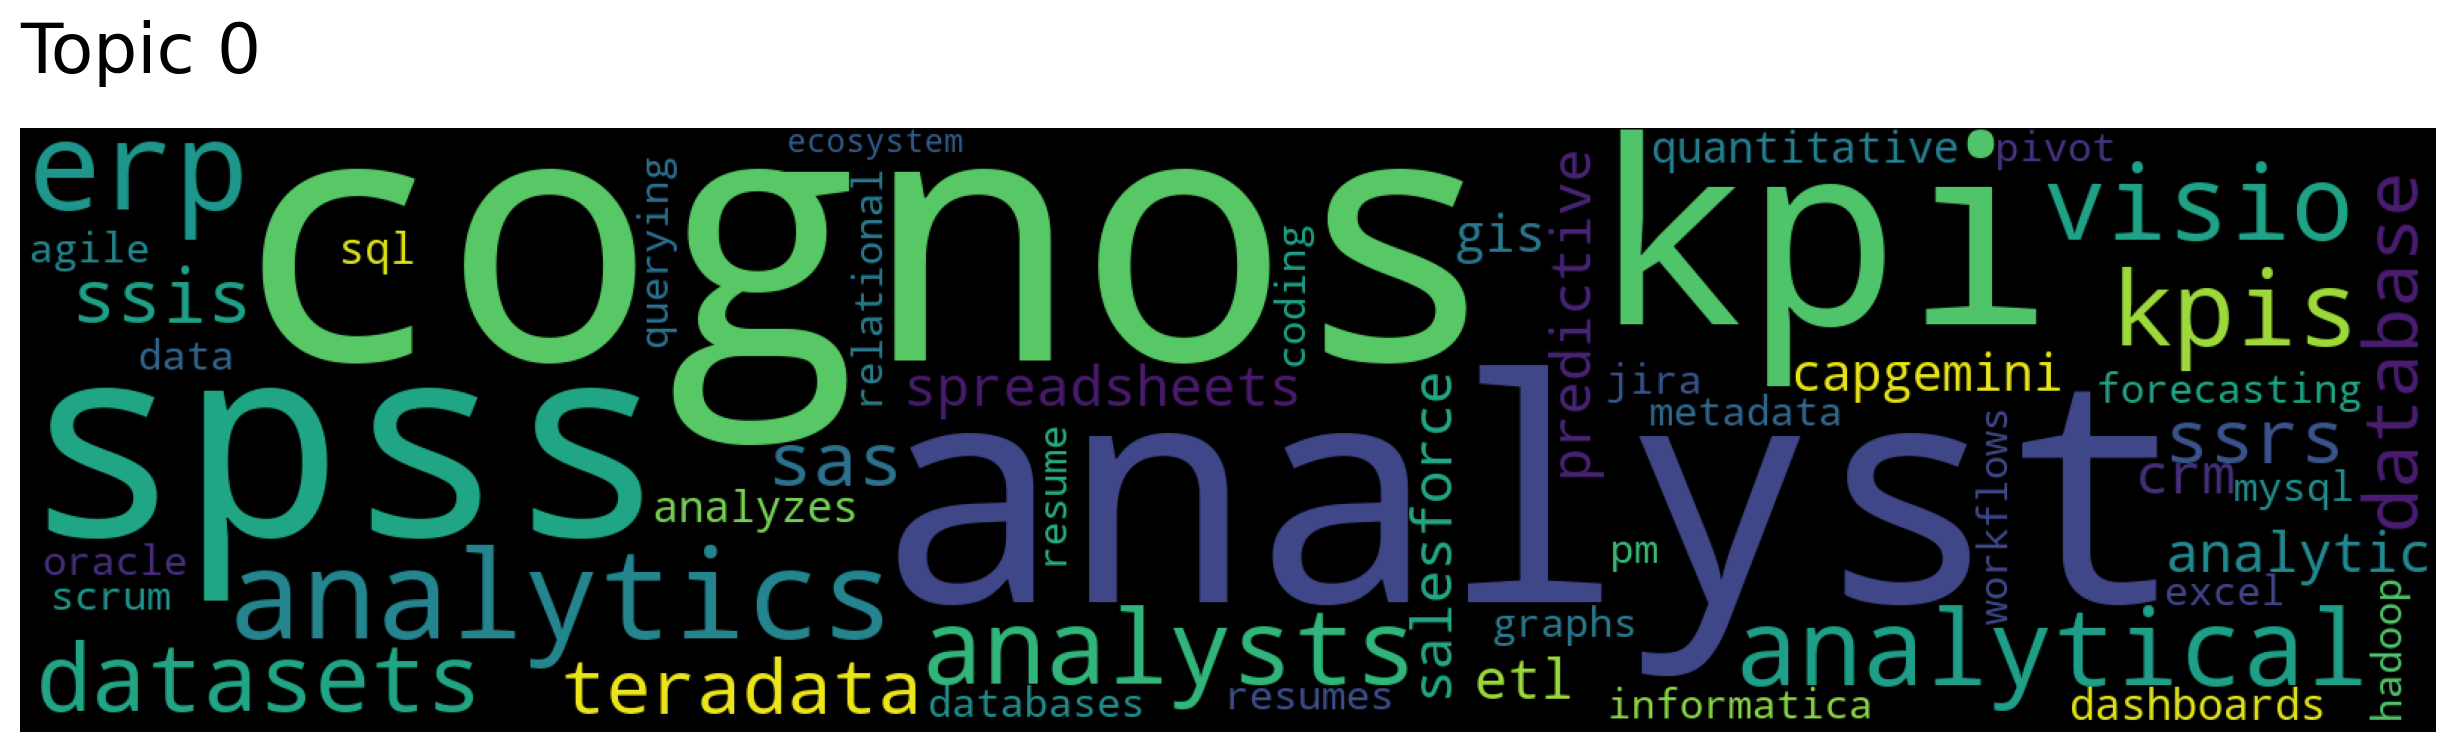 Topic 0
ecosystem
erp
cognos
kpi
quantitative
pivot
visio
agile
sql
querying
relational
coding
gis
predictive
database
ssis
kpis
data
spreadsheets
jira
capgemini
forecasting
metadata
spss
sas
analyst
ssrs
crm
mysql
analyzes
resume
salesforce
workflows
pm
analytic
oracle
scrum
analytics
excel
hadoop
graphs
datasets
teradata
analysts
analytical
etl
databases
resumes
informatica
dashboards